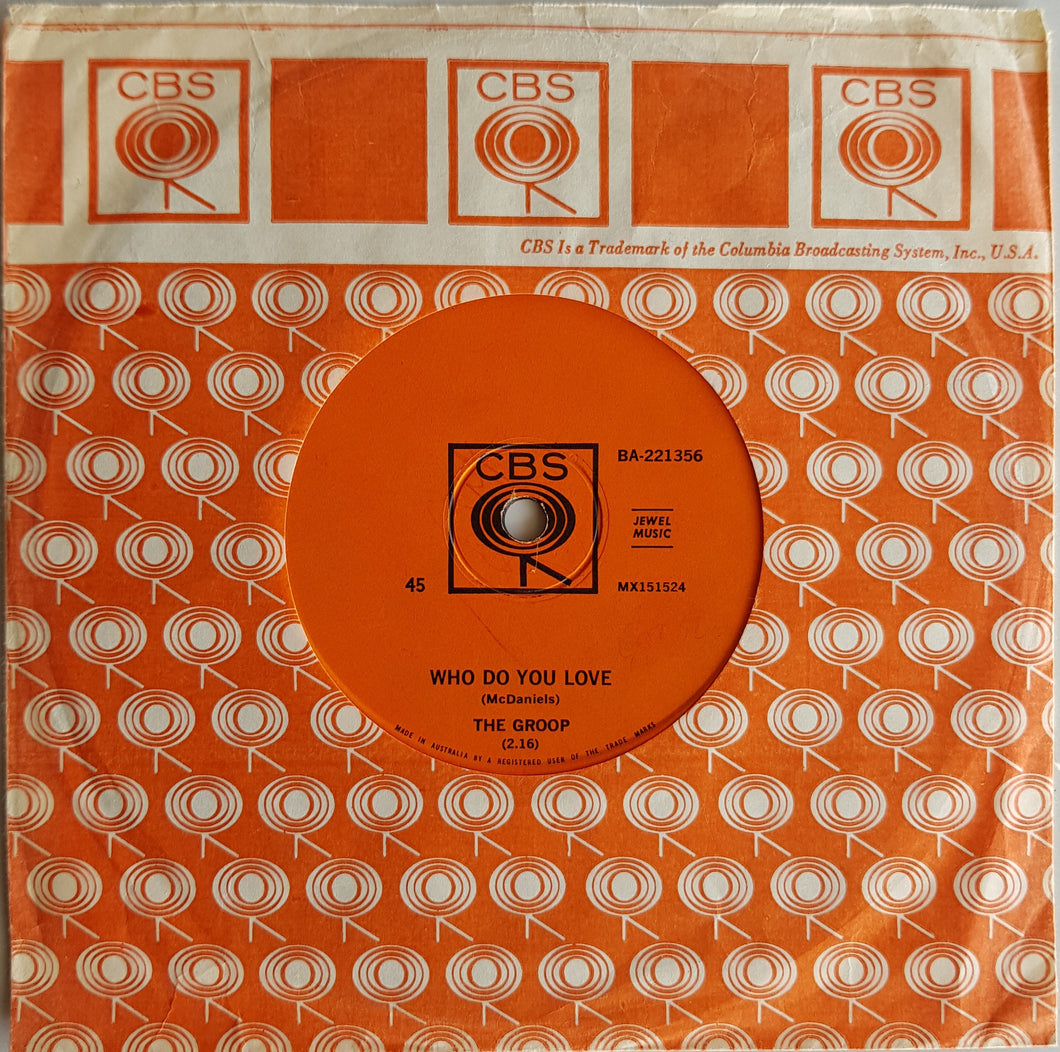 CBS
CBS
CBS
CBS Is a Trademark of the Columbia Broadcasting System, Inc., U.S.A.
CBS
BA-221356
JEWEL
MUSIC
45
MX151524
WHO DO YOU LOVE
(McDaniels)
THE GROOP
(2.16)
MADE IN AUSTRALIA BY A REGISTERED USER OF THE TRADE MARKS